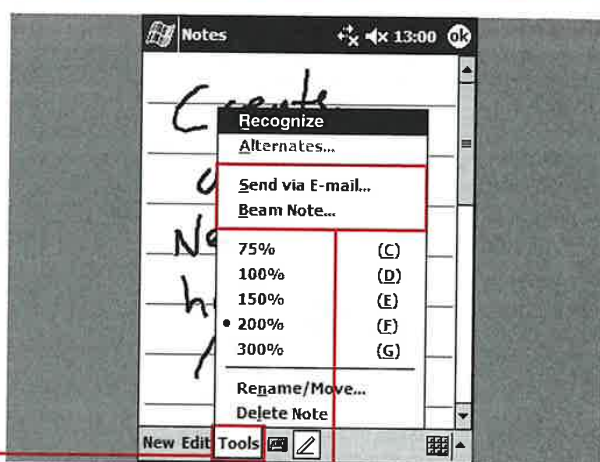 Notes 13:00 ok
Create
Recognize
Alternates...
Send via E-mail...
Beam Note...
75% (C)
100% (D)
150% (E)
200% (F)
300% (G)
Rename/Move...
Delete Note
New Edit Tools